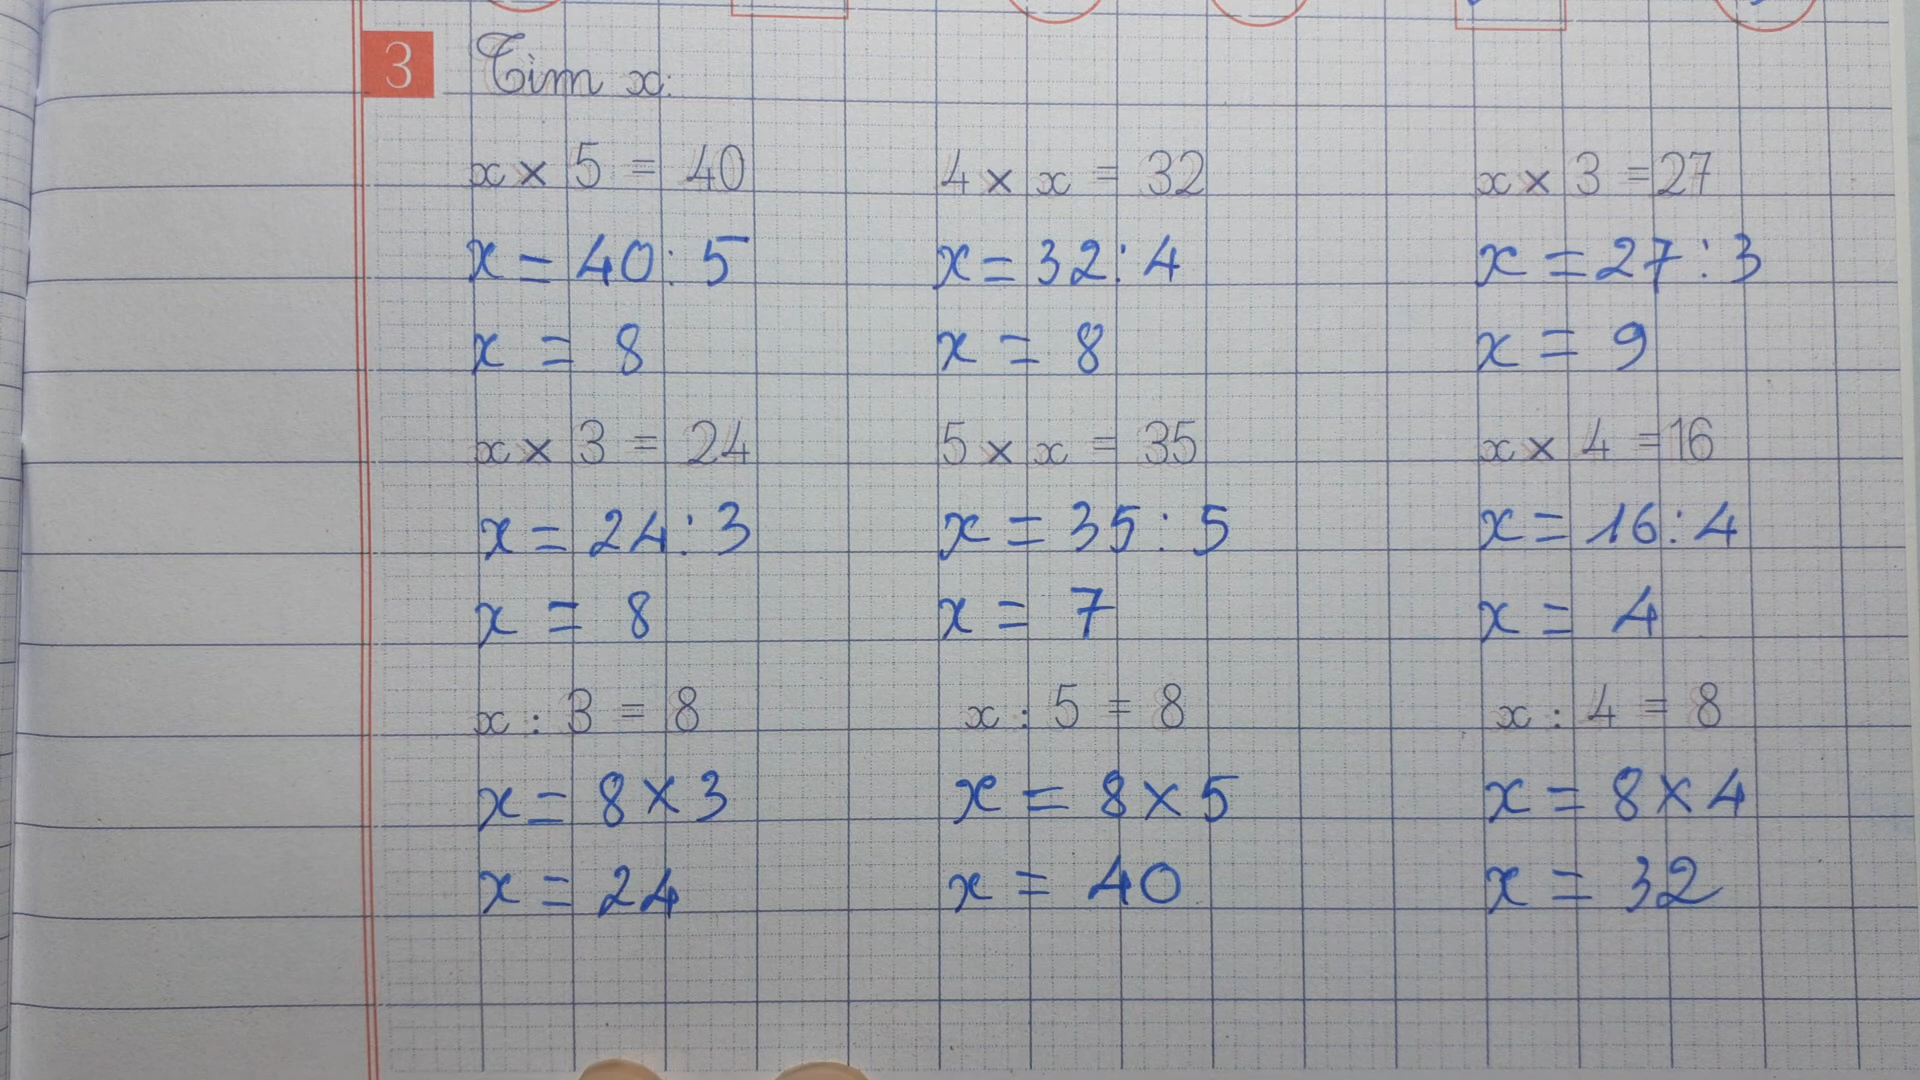 3 Tìm x:
x × 5 = 40 4 × x = 32 x × 3 = 27
x = 40 : 5 x = 32 : 4 x = 27 : 3
x = 8 x = 8 x = 9
x × 3 = 24 5 × x = 35 x × 4 = 16
x = 24 : 3 x = 35 : 5 x = 16 : 4
x = 8 x = 7 x = 4
x : 3 = 8 x : 5 = 8 x : 4 = 8
x = 8 × 3 x = 8 × 5 x = 8 × 4
x = 24 x = 40 x = 32